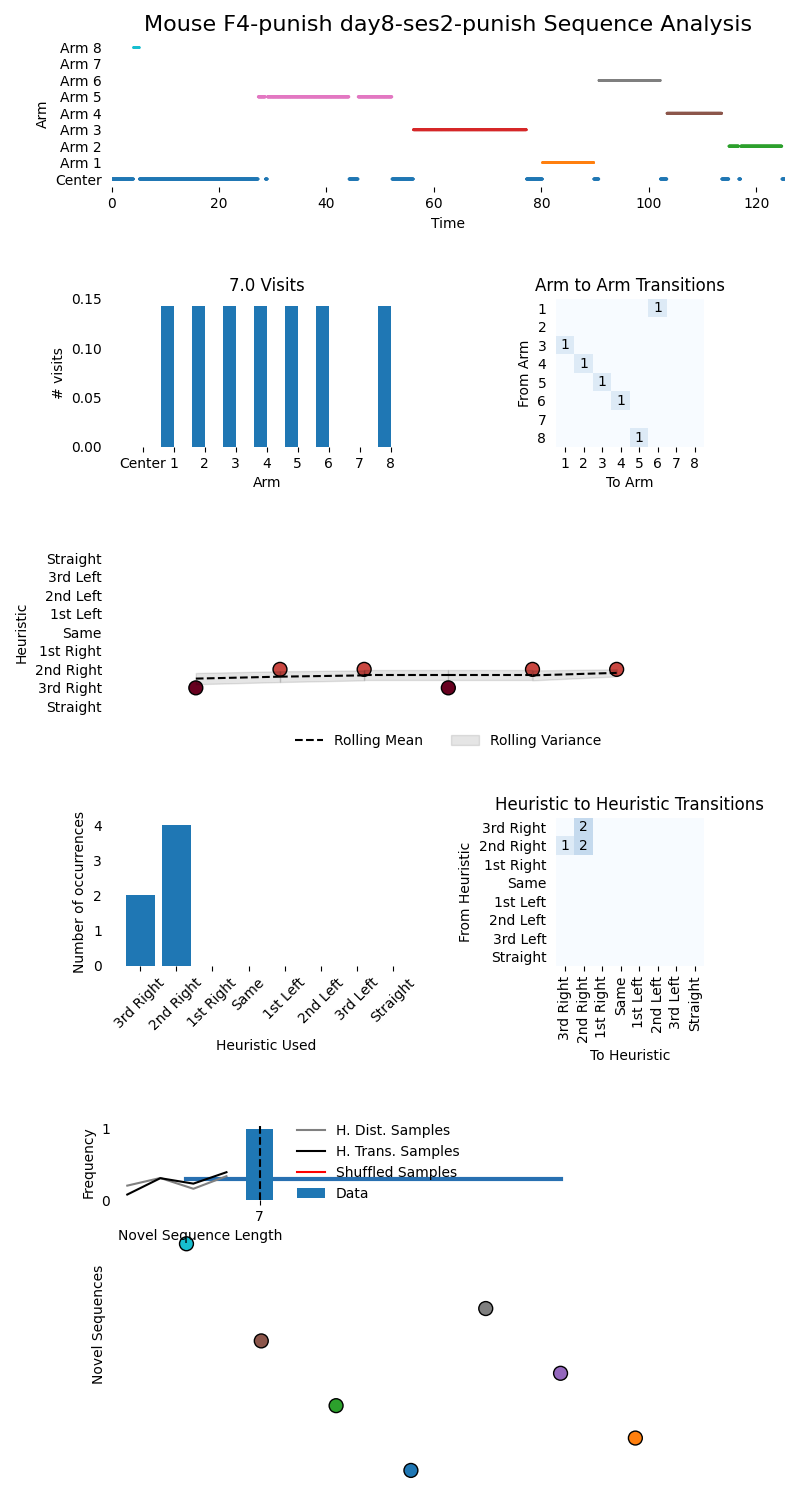 Mouse F4-punish day8-ses2-punish Sequence Analysis
Arm 8
Arm 7
Arm 6
Arm 5
Arm 4
Arm 3
Arm 2
Arm 1
Center
Arm
0 20 40 60 80 100 120
Time
7.0 Visits
0.15
0.10
0.05
0.00
# visits
Center 1 2 3 4 5 6 7 8
Arm
Arm to Arm Transitions
1 1
2
3 1
4 1
5 1
6 1
7
8 1
From Arm
1 2 3 4 5 6 7 8
To Arm
Straight
3rd Left
2nd Left
1st Left
Same
1st Right
2nd Right
3rd Right
Straight
Heuristic
Rolling Mean Rolling Variance
4
3
2
1
0
Number of occurrences
3rd Right 2nd Right 1st Right Same 1st Left 2nd Left 3rd Left Straight
Heuristic Used
Heuristic to Heuristic Transitions
3rd Right 2
2nd Right 1 2
1st Right
Same
1st Left
2nd Left
3rd Left
Straight
From Heuristic
3rd Right 2nd Right 1st Right Same 1st Left 2nd Left 3rd Left Straight
To Heuristic
1
0
Frequency
7
Novel Sequence Length
H. Dist. Samples
H. Trans. Samples
Shuffled Samples
Data
Novel Sequences